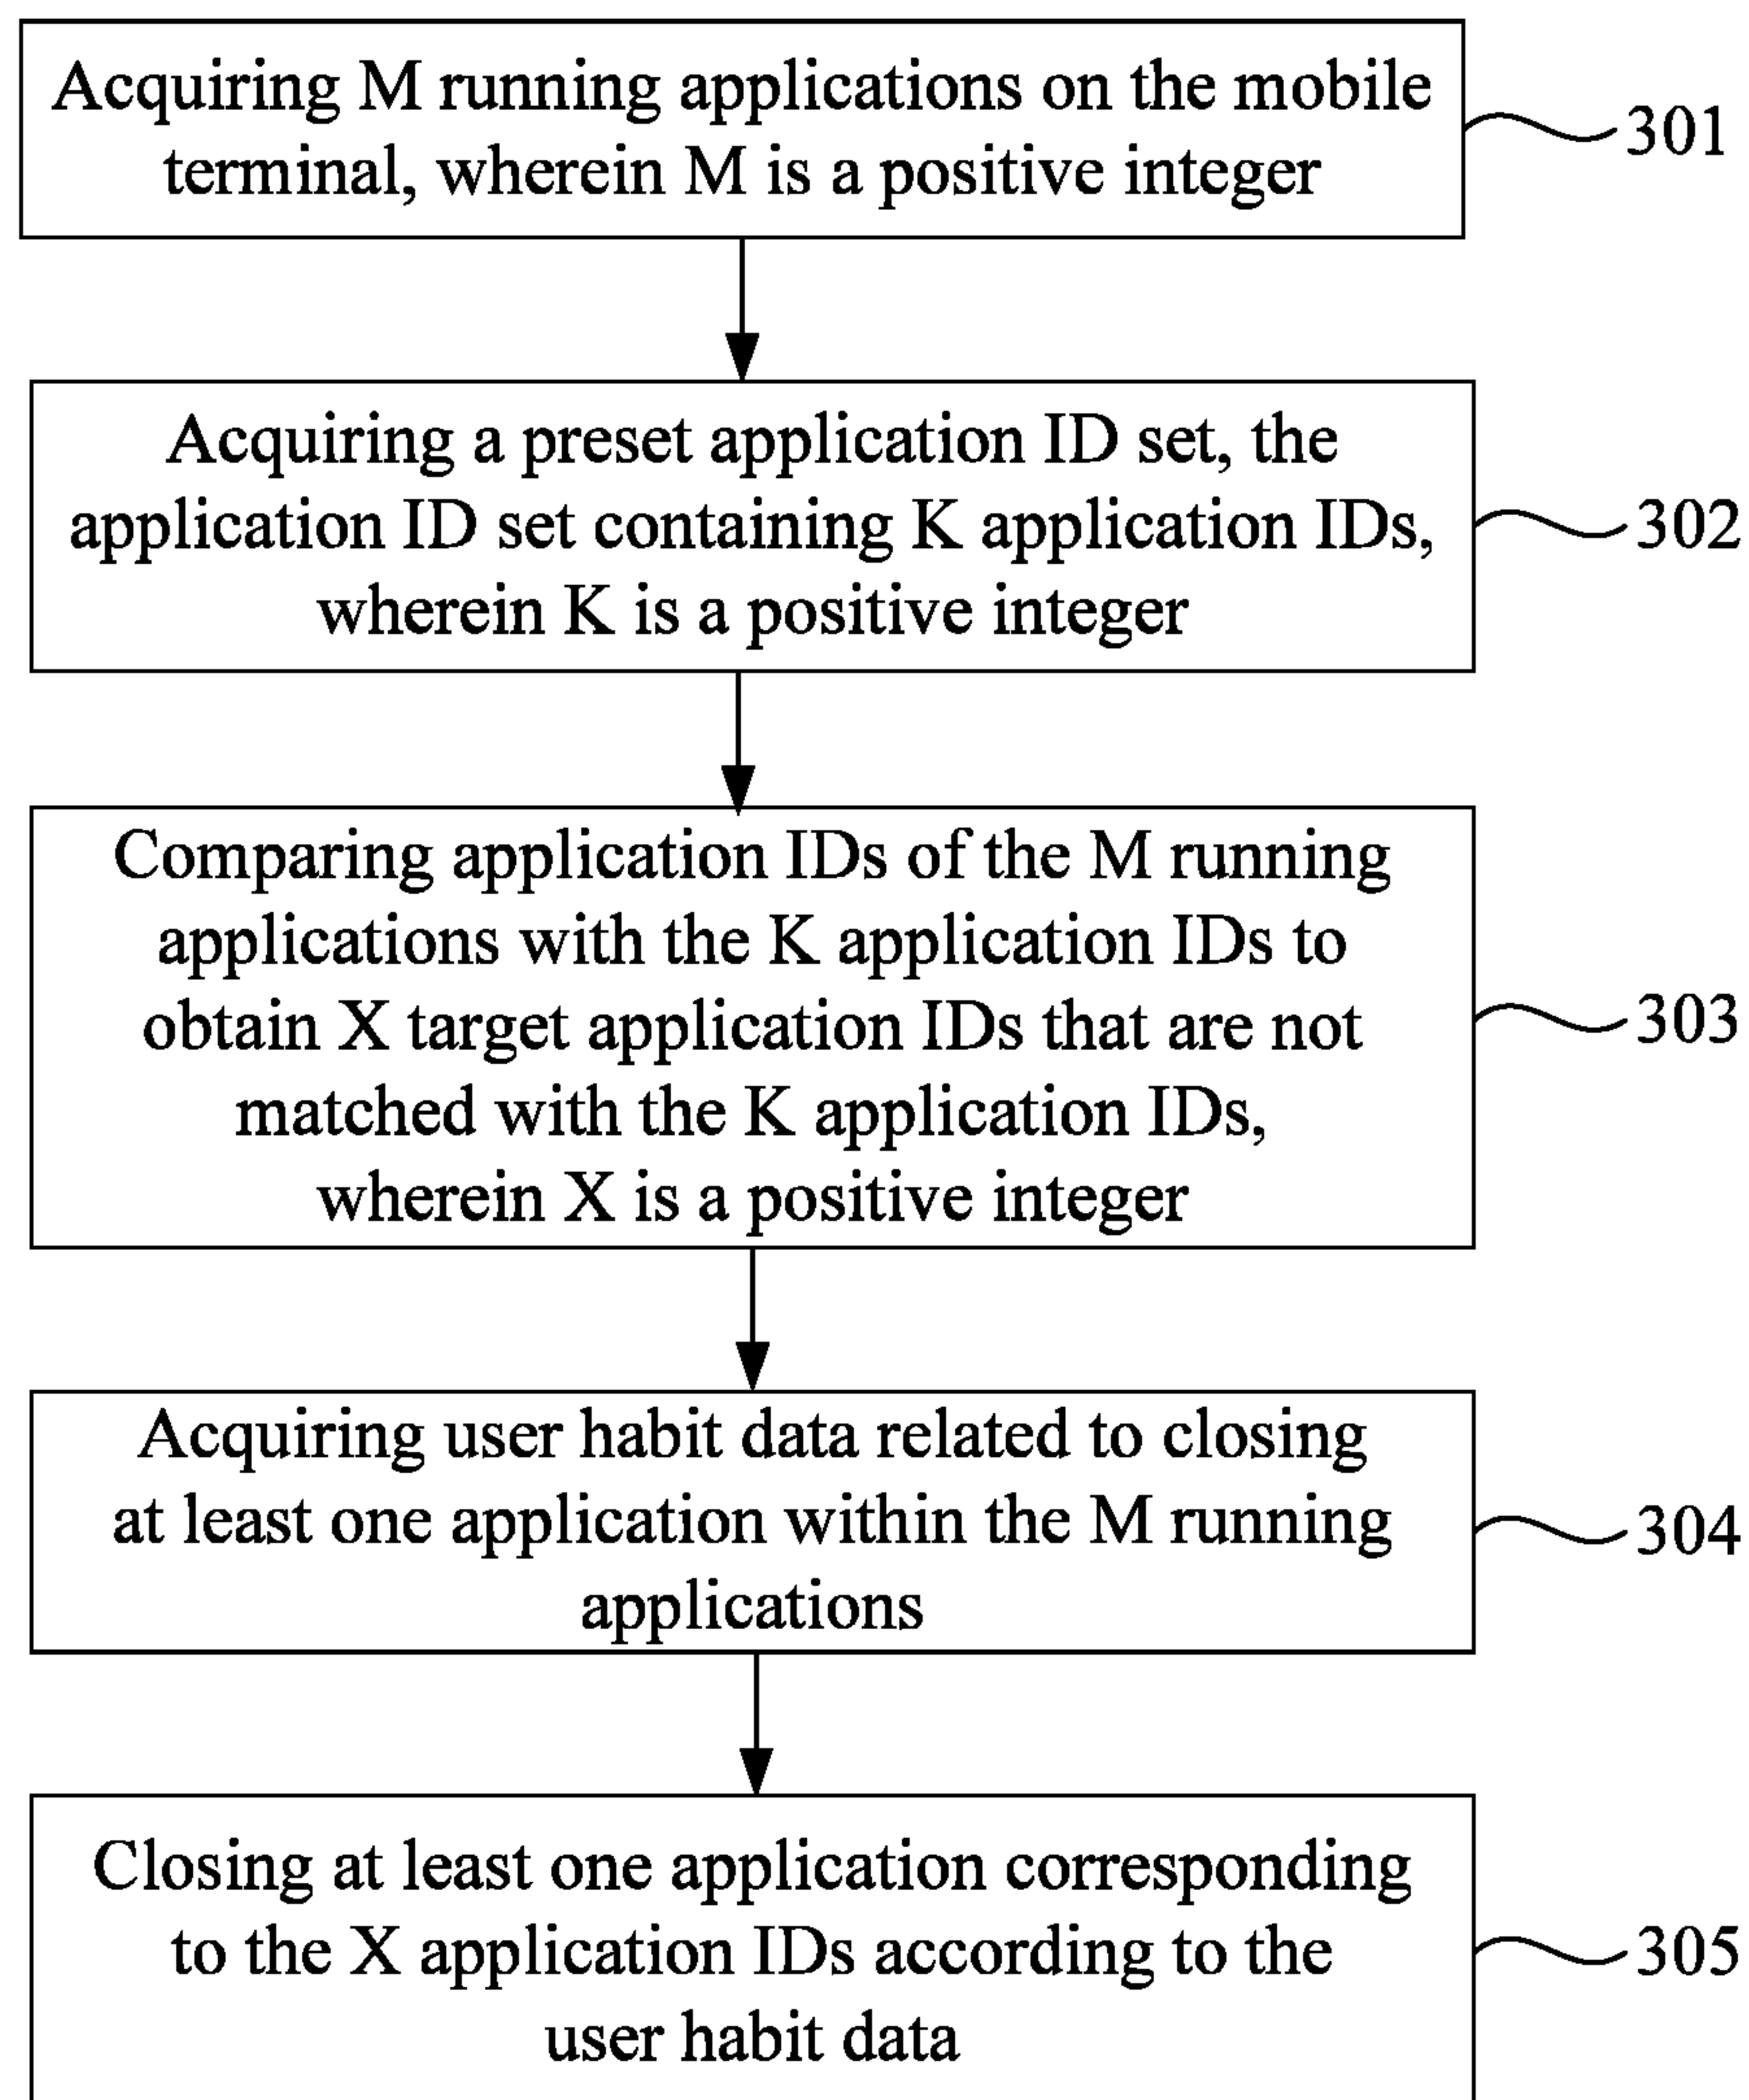 Acquiring M running applications on the mobile
terminal, wherein M is a positive integer
301
Acquiring a preset application ID set, the
application ID set containing K application IDs,
wherein K is a positive integer
302
Comparing application IDs of the M running
applications with the K application IDs to
obtain X target application IDs that are not
matched with the K application IDs,
wherein X is a positive integer
303
Acquiring user habit data related to closing
at least one application within the M running
applications
304
Closing at least one application corresponding
to the X application IDs according to the
user habit data
305